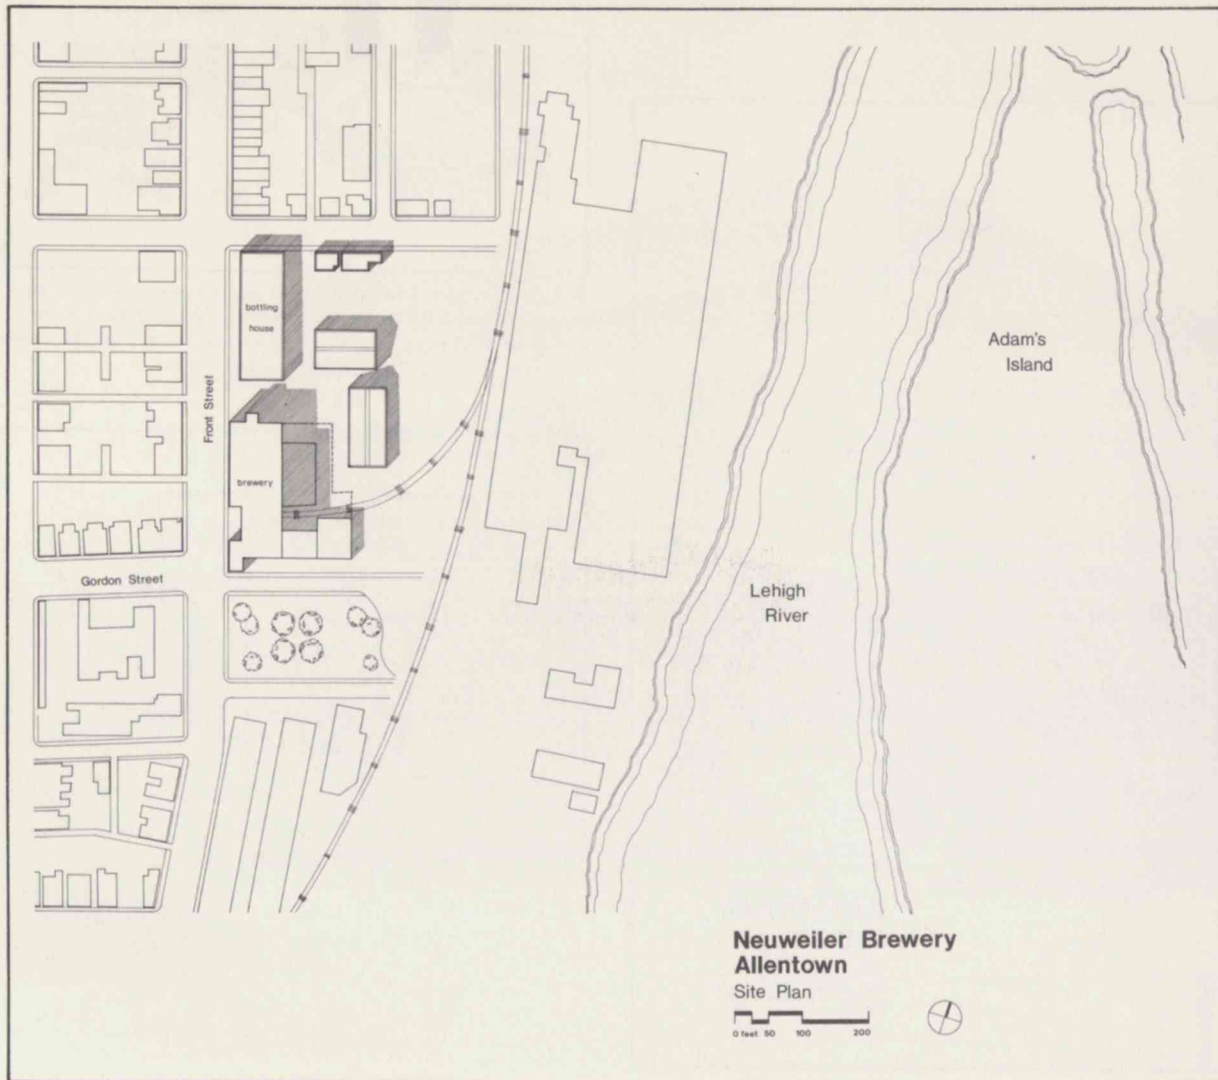 bottling
house
Front Street
brewery
Gordon Street
Adam's
Island
Lehigh
River
Neuweiler Brewery
Allentown
Site Plan
0 feet 50 100 200